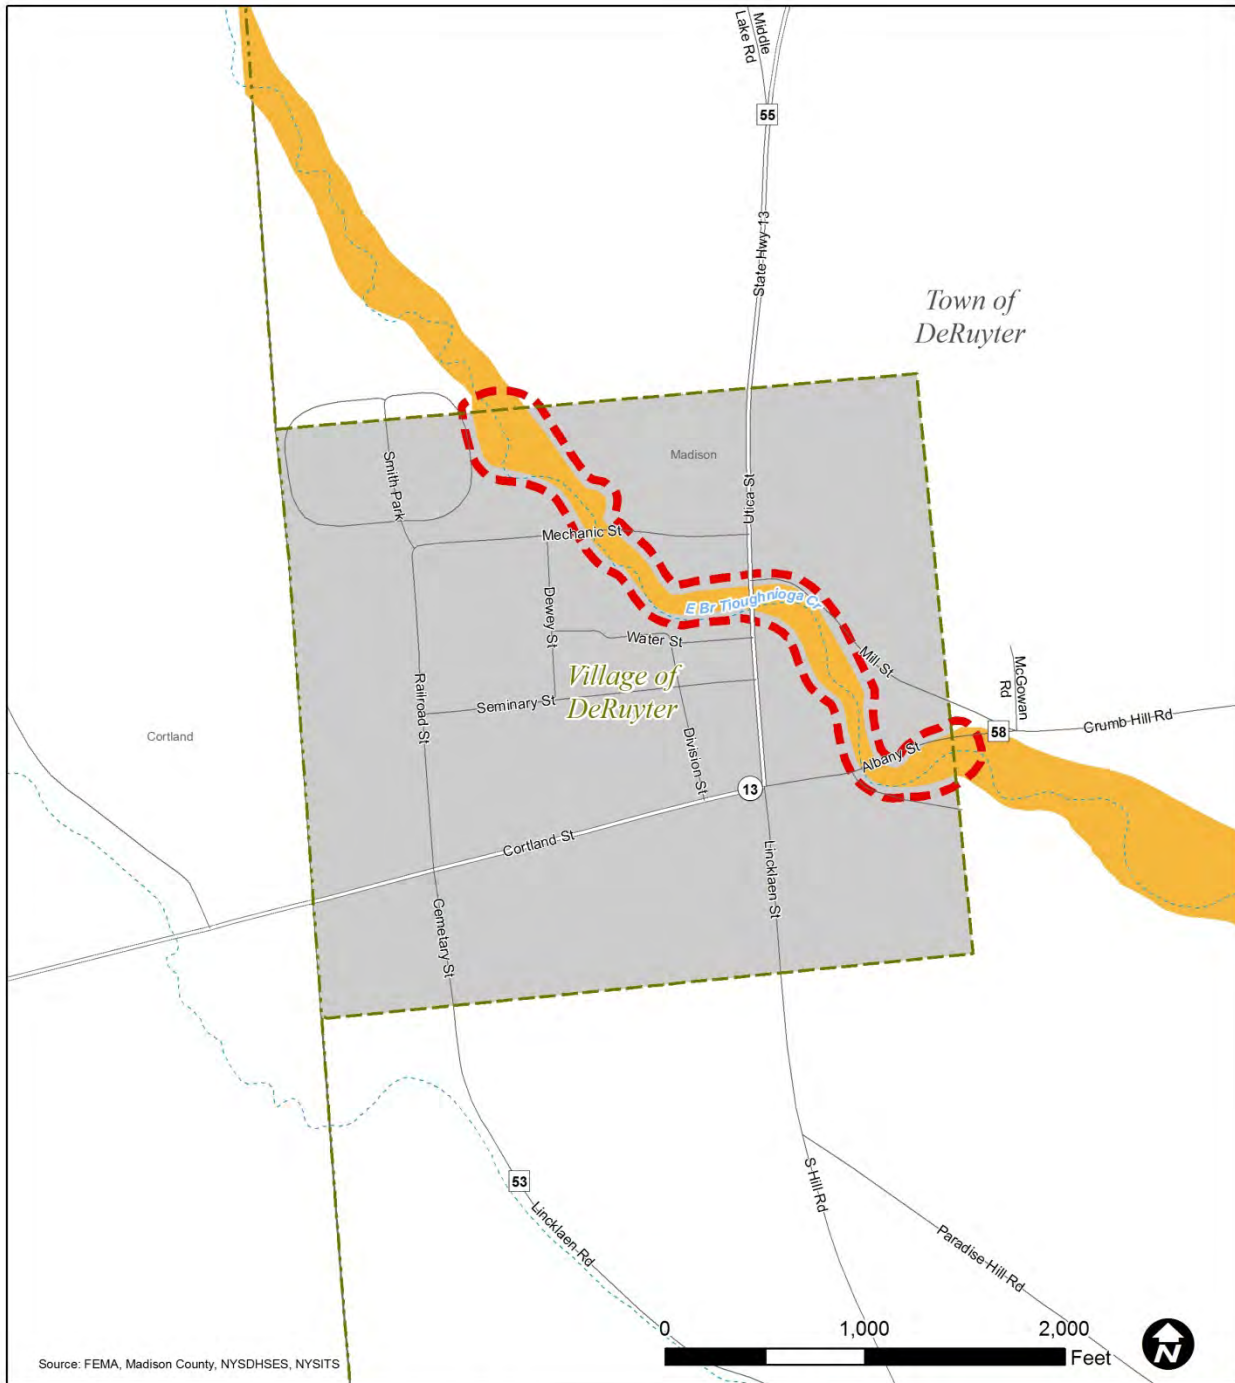 Middle
Lake Rd
55
State Hwy 13
Town of
DeRuyter
Madison
Smith Park
Utica St
Mechanic St
E Br Tioughnioga Cr
Dewey St
Water St
Mill St
McGowan
Rd
Village of
DeRuyter
Railroad St
Seminary St
Crumb Hill Rd
58
Cortland
Division St
Albany St
13
Cortland St
Lincklaen St
Cemetary St
53
Lincklaen Rd
S Hill Rd
Paradise Hill Rd
0 1,000 2,000
Feet
N
Source: FEMA, Madison County, NYSDHSES, NYSITS